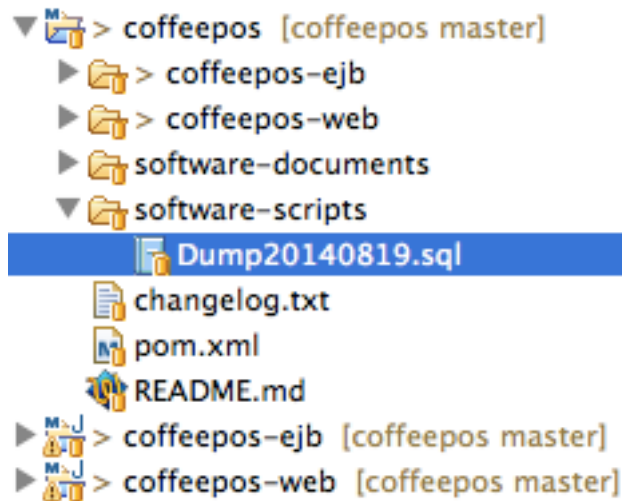 > coffeepos [coffeepos master]
> coffeepos-ejb
> coffeepos-web
software-documents
software-scripts
Dump20140819.sql
changelog.txt
pom.xml
README.md
> coffeepos-ejb [coffeepos master]
> coffeepos-web [coffeepos master]